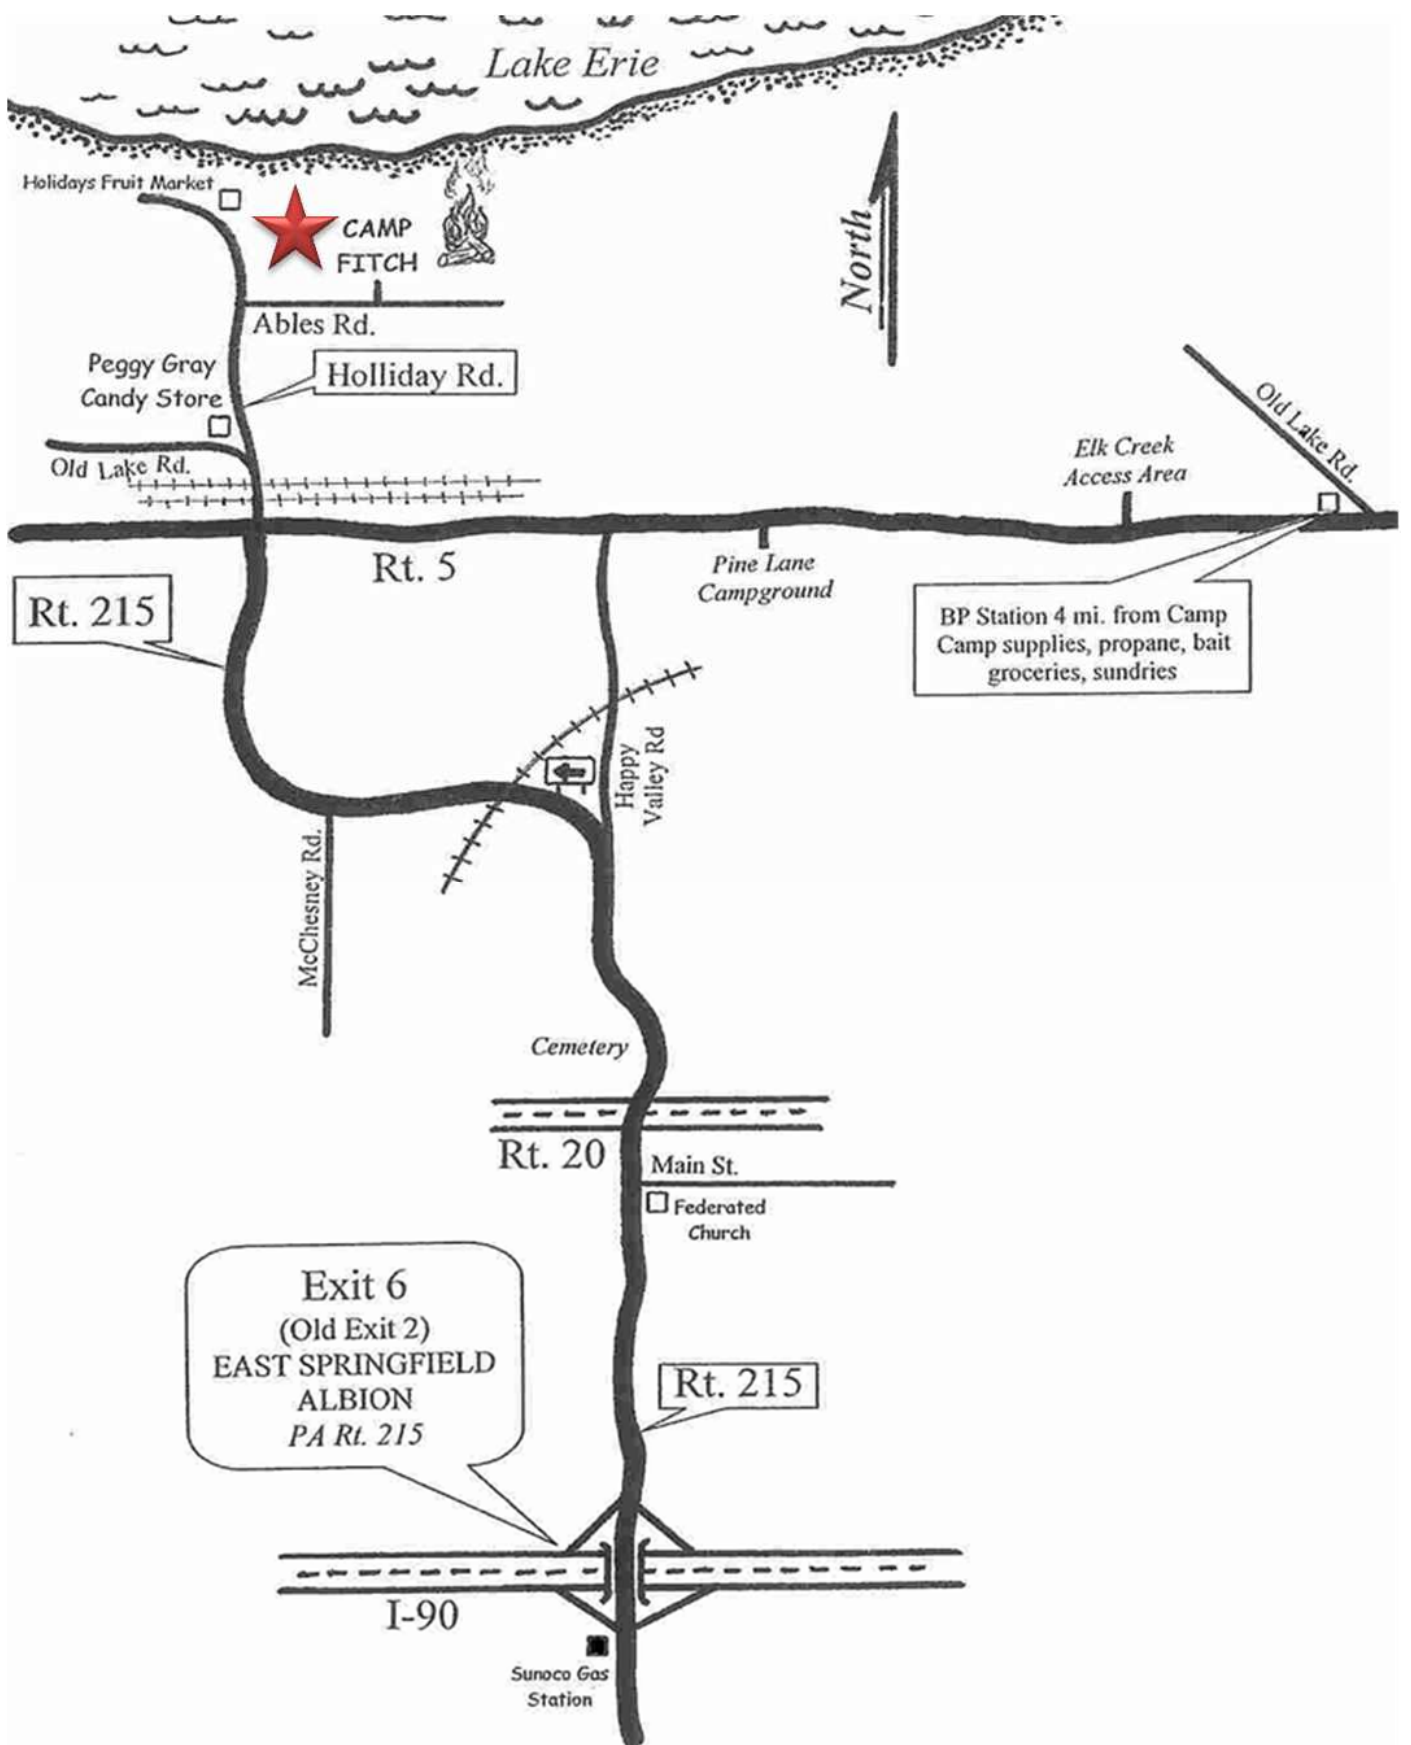 Lake Erie
Holidays Fruit Market
CAMP
FITCH
North
Ables Rd.
Peggy Gray
Candy Store
Holliday Rd.
Old Lake Rd.
Old Lake Rd.
Elk Creek
Access Area
Rt. 5
Pine Lane
Campground
Rt. 215
BP Station 4 mi. from Camp
Camp supplies, propane, bait
groceries, sundries
Happy
Valley Rd
McChesney Rd.
Cemetery
Rt. 20
Main St.
Federated
Church
Exit 6
(Old Exit 2)
EAST SPRINGFIELD
ALBION
PA Rt. 215
Rt. 215
I-90
Sunoco Gas
Station